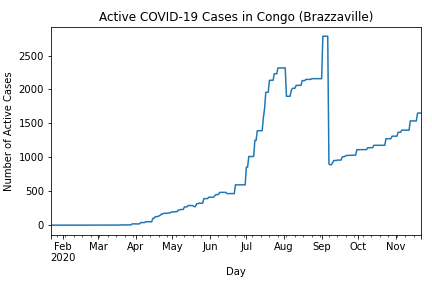 Active COVID-19 Cases in Congo (Brazzaville)
Number of Active Cases
2500
2000
1500
1000
500
0
Feb Mar Apr May Jun Jul Aug Sep Oct Nov
2020
Day